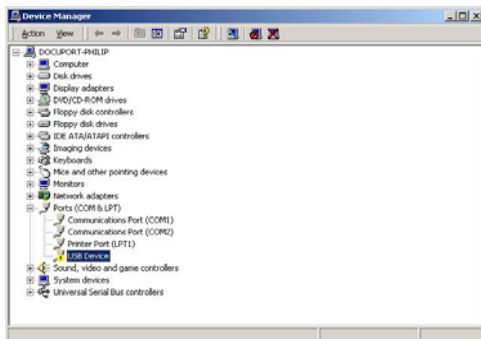 Device Manager
Action View
DOCUPORT-PHILIP
Computer
Disk drives
Display adapters
DVD/CD-ROM drives
Floppy disk controllers
Floppy disk drives
IDE ATA/ATAPI controllers
Imaging devices
Keyboards
Mice and other pointing devices
Monitors
Network adapters
Ports (COM & LPT)
Communications Port (COM1)
Communications Port (COM2)
Printer Port (LPT1)
USB Device
Sound, video and game controllers
System devices
Universal Serial Bus controllers